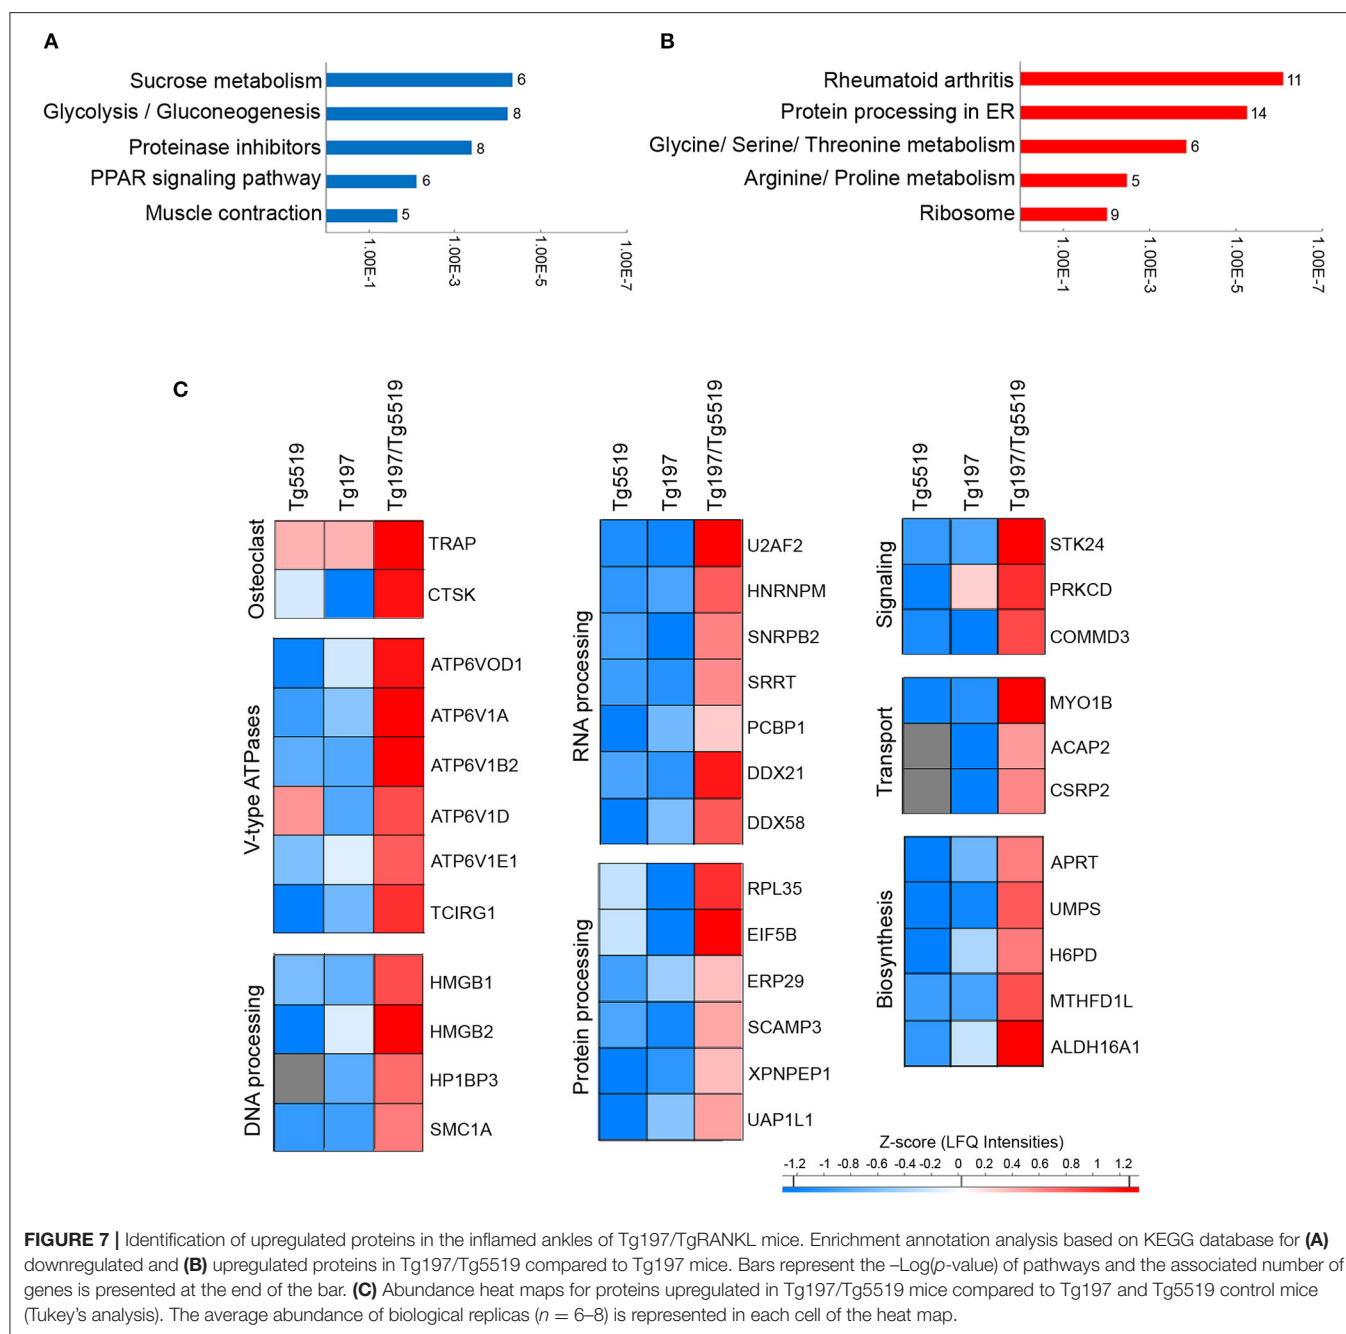 A
Sucrose metabolism 6
Glycolysis / Gluconeogenesis 8
Proteinase inhibitors 8
PPAR signaling pathway 6
Muscle contraction 5
1.00E-1 1.00E-3 1.00E-5 1.00E-7
B
Rheumatoid arthritis 11
Protein processing in ER 14
Glycine/ Serine/ Threonine metabolism 6
Arginine/ Proline metabolism 5
Ribosome 9
1.00E-1 1.00E-3 1.00E-5 1.00E-7
C
Tg5519 Tg197 Tg197/Tg5519
Osteoclast
TRAP
CTSK
V-type ATPases
ATP6VOD1
ATP6V1A
ATP6V1B2
ATP6V1D
ATP6V1E1
TCIRG1
DNA processing
HMGB1
HMGB2
HP1BP3
SMC1A
Tg5519 Tg197 Tg197/Tg5519
RNA processing
U2AF2
HNRNPM
SNRPB2
SRRT
PCBP1
DDX21
DDX58
Protein processing
RPL35
EIF5B
ERP29
SCAMP3
XPNPEP1
UAP1L1
Tg5519 Tg197 Tg197/Tg5519
Signaling
STK24
PRKCD
COMMD3
Transport
MYO1B
ACAP2
CSRP2
Biosynthesis
APRT
UMPS
H6PD
MTHFD1L
ALDH16A1
Z-score (LFQ Intensities)
-1.2 -1 -0.8 -0.6 -0.4 -0.2 0 0.2 0.4 0.6 0.8 1 1.2
FIGURE 7 | Identification of upregulated proteins in the inflamed ankles of Tg197/TgRANKL mice. Enrichment annotation analysis based on KEGG database for (A)
downregulated and (B) upregulated proteins in Tg197/Tg5519 compared to Tg197 mice. Bars represent the –Log(p-value) of pathways and the associated number of
genes is presented at the end of the bar. (C) Abundance heat maps for proteins upregulated in Tg197/Tg5519 mice compared to Tg197 and Tg5519 control mice
(Tukey's analysis). The average abundance of biological replicas (n = 6–8) is represented in each cell of the heat map.